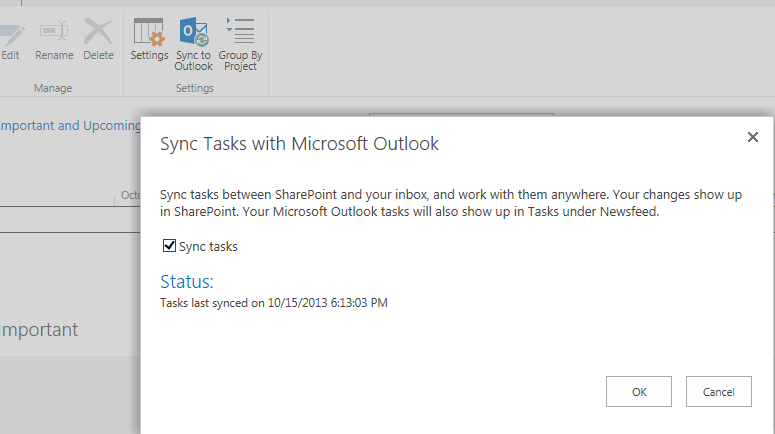 Edit Rename Delete Settings Sync to Outlook Group By Project
Manage Settings
Important and Upcoming
Sync Tasks with Microsoft Outlook
Octo
Sync tasks between SharePoint and your inbox, and work with them anywhere. Your changes show up
in SharePoint. Your Microsoft Outlook tasks will also show up in Tasks under Newsfeed.
Sync tasks
Status:
Tasks last synced on 10/15/2013 6:13:03 PM
Important
OK Cancel